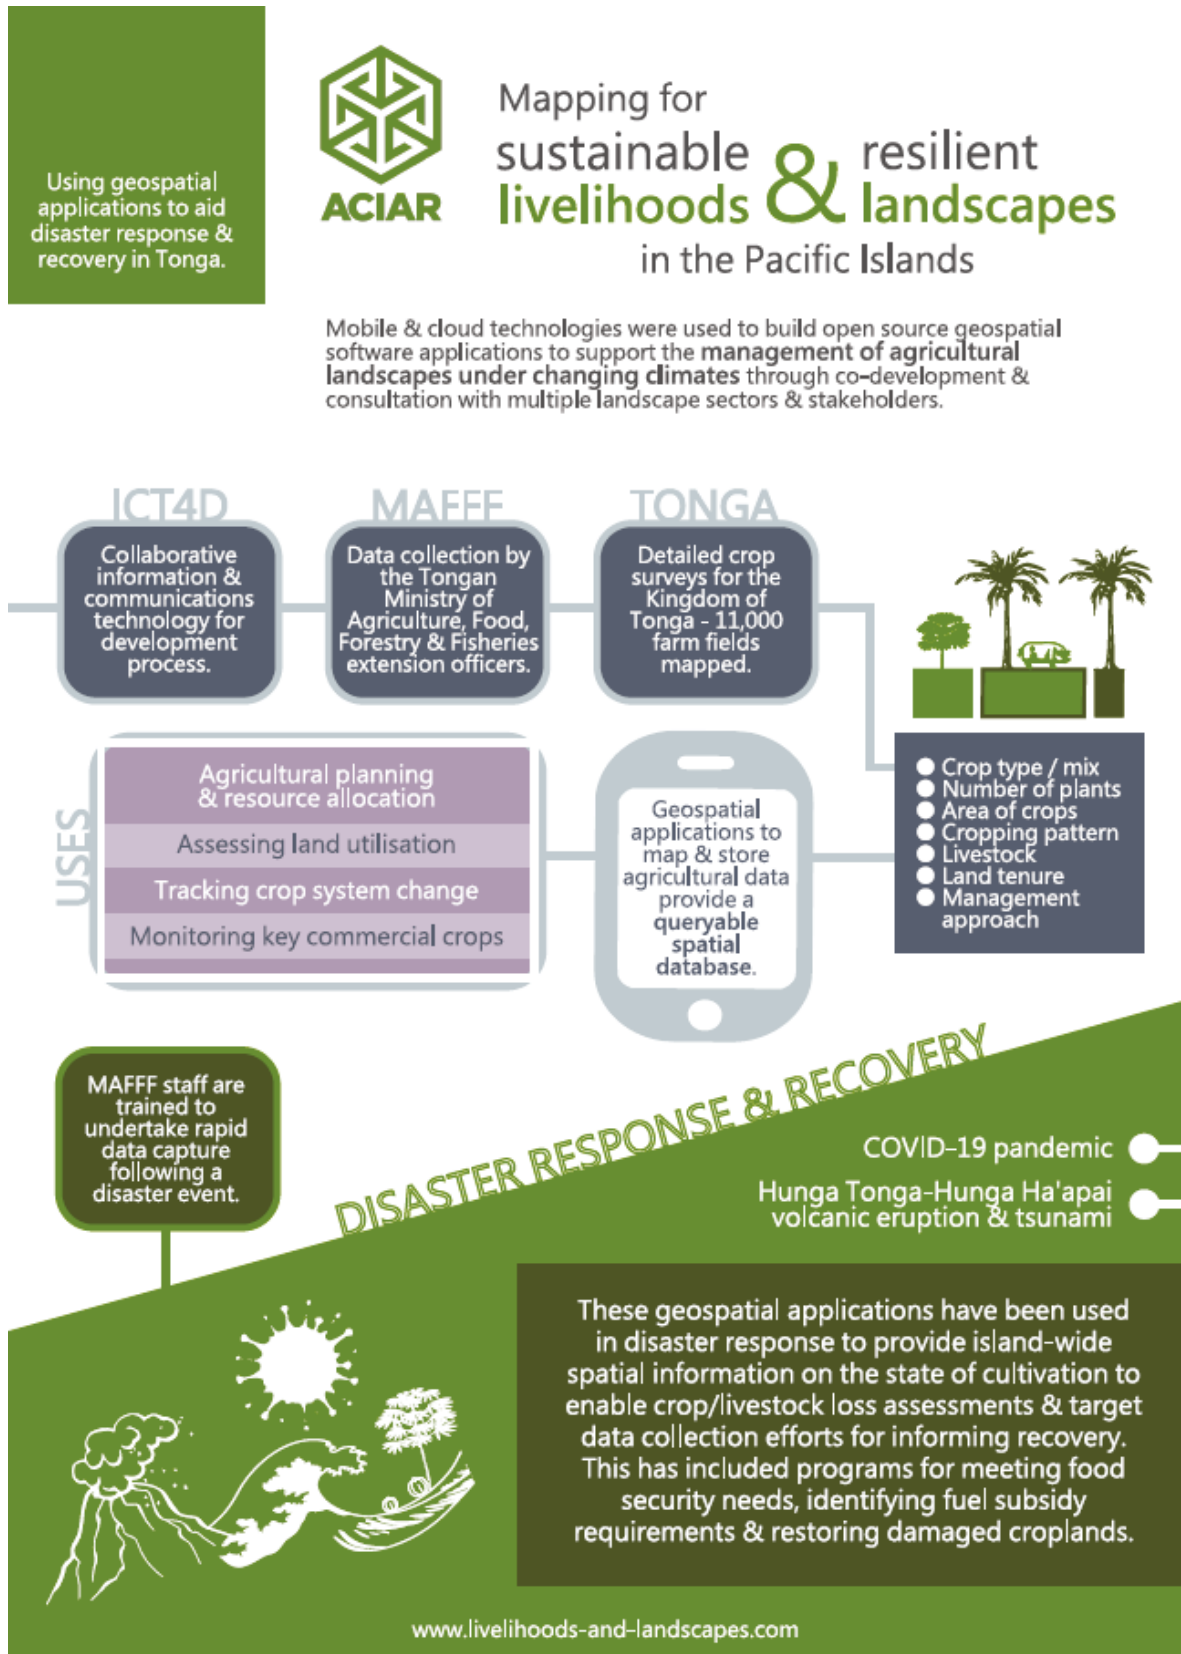 Using geospatial
applications to aid
disaster response &
recovery in Tonga.
ACIAR
Mapping for
sustainable & resilient
livelihoods landscapes
in the Pacific Islands
Mobile & cloud technologies were used to build open source geospatial
software applications to support the management of agricultural
landscapes under changing climates through co-development &
consultation with multiple landscape sectors & stakeholders.
ICT4D
Collaborative
information &
communications
technology for
development
process.
MAFFF
Data collection by
the Tongan
Ministry of
Agriculture, Food,
Forestry & Fisheries
extension officers.
TONGA
Detailed crop
surveys for the
Kingdom of
Tonga - 11,000
farm fields
mapped.
Crop type / mix
Number of plants
Area of crops
Cropping pattern
Livestock
Land tenure
Management
approach
Geospatial
applications to
map & store
agricultural data
provide a
queryable
spatial
database.
USES
Agricultural planning
& resource allocation
Assessing land utilisation
Tracking crop system change
Monitoring key commercial crops
MAFFF staff are
trained to
undertake rapid
data capture
following a
disaster event.
DISASTER RESPONSE & RECOVERY
COVID-19 pandemic
Hunga Tonga-Hunga Ha'apai
volcanic eruption & tsunami
These geospatial applications have been used
in disaster response to provide island-wide
spatial information on the state of cultivation to
enable crop/livestock loss assessments & target
data collection efforts for informing recovery.
This has included programs for meeting food
security needs, identifying fuel subsidy
requirements & restoring damaged croplands.
www.livelihoods-and-landscapes.com